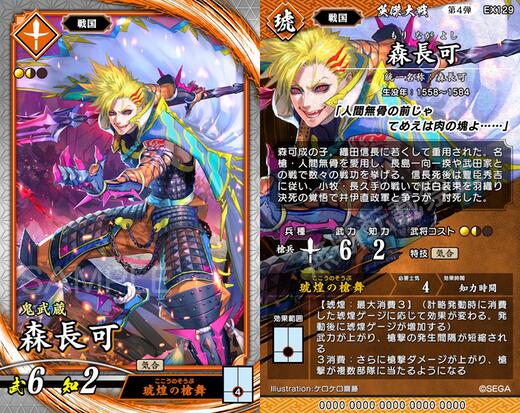 戦国
SAMPLE
鬼武蔵
森長可
気合
武6 知2
ここうのそうぶ
琥煌の槍舞
4
琥
戦国
英傑大戦
第4弾
EX129
もり ながよし
森長可
統一名称：森長可
生没年：1558～1584
「人間無骨の前じゃ
てめえは肉の塊よ……」
森可成の子。織田信長に若くして重用された。名
槍・人間無骨を愛用し、長島一向一揆や武田家と
の戦で数々の戦功を挙げる。信長死後は豊臣秀吉
に従い、小牧・長久手の戦いでは白装束を羽織り
決死の覚悟で井伊直政軍と争うが、討死した。
兵種 武力 知力 武将コスト
槍兵 6 2 特技 気合
ここうのそうぶ
琥煌の槍舞
必要士気
4
効果時間
知力時間
効果範囲
【琥煌・最大消費3】（計略発動時に消費
した琥煌ゲージに応じて効果が変わる。発
動後に琥煌ゲージが増加する）
武力が上がり、槍撃の発生間隔が短縮され
る
3消費：さらに槍撃ダメージが上がり、槍
撃が複数部隊に当たるようになる
Illustration:ケロケロ齋藤
©SEGA
0000 0000 0000 0000 0000